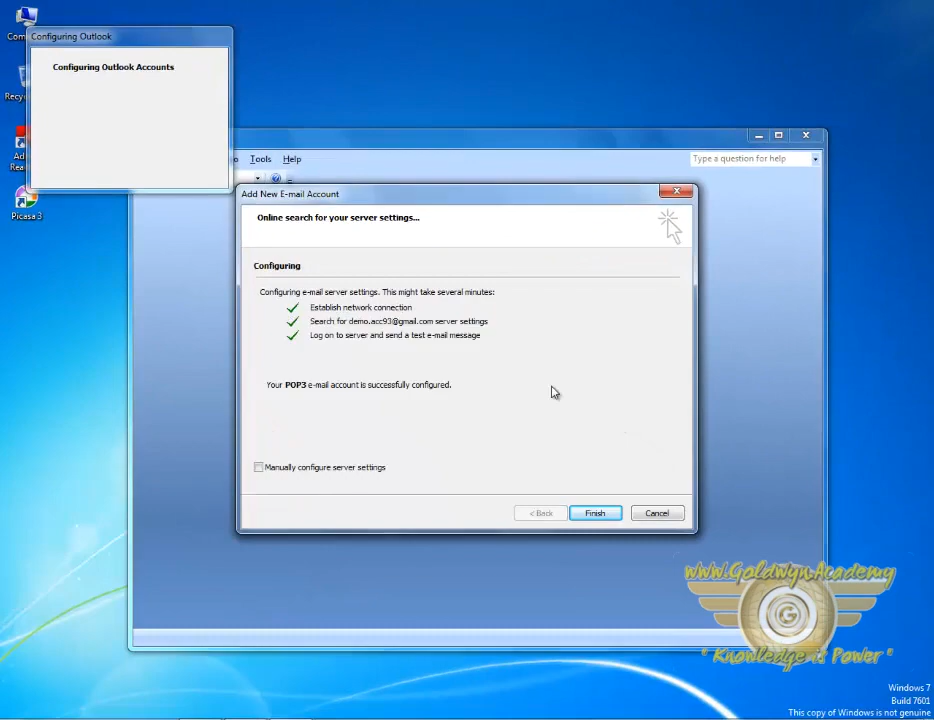 Com
Configuring Outlook
Configuring Outlook Accounts
Recyc
Ad
Rea
Picasa 3
Tools Help
Type a question for help
Add New E-mail Account
Online search for your server settings...
Configuring
Configuring e-mail server settings. This might take several minutes:
Establish network connection
Search for demo.acc93@gmail.com server settings
Log on to server and send a test e-mail message
Your POP3 e-mail account is successfully configured.
Manually configure server settings
< Back Finish Cancel
www.GoldwynAcademy
G
" Knowledge is Power "
Windows 7
Build 7601
This copy of Windows is not genuine